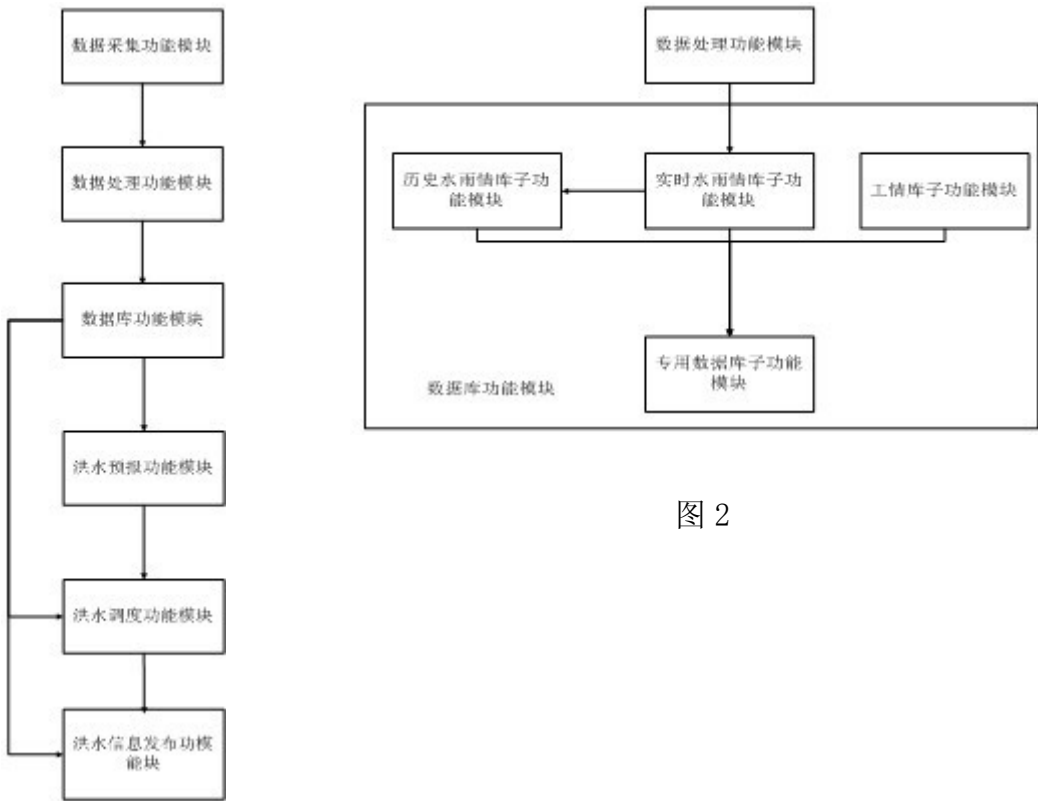 数据采集功能模块
数据处理功能模块
数据库功能模块
洪水预报功能模块
洪水调度功能模块
洪水信息发布功模
能块
数据处理功能模块
历史水雨情库子功
能模块
实时水雨情库子功
能模块
工情库子功能模块
专用数据库子功能
模块
数据库功能模块
图 2